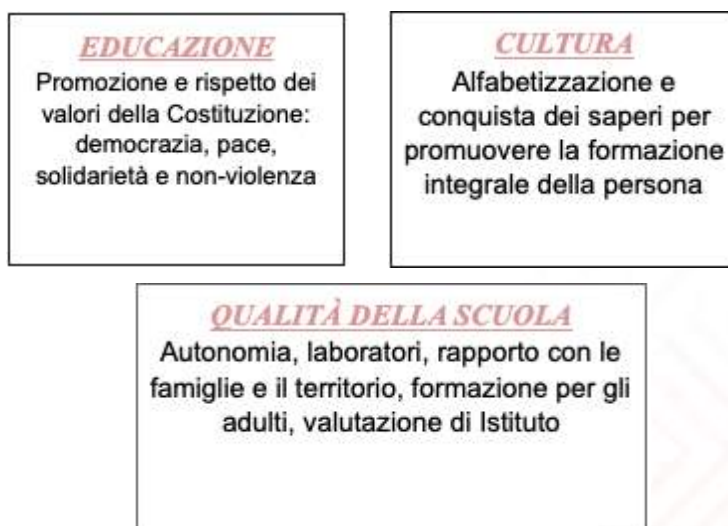 EDUCAZIONE
Promozione e rispetto dei
valori della Costituzione:
democrazia, pace,
solidarietà e non-violenza
CULTURA
Alfabetizzazione e
conquista dei saperi per
promuovere la formazione
integrale della persona
QUALITÀ DELLA SCUOLA
Autonomia, laboratori, rapporto con le
famiglie e il territorio, formazione per gli
adulti, valutazione di Istituto